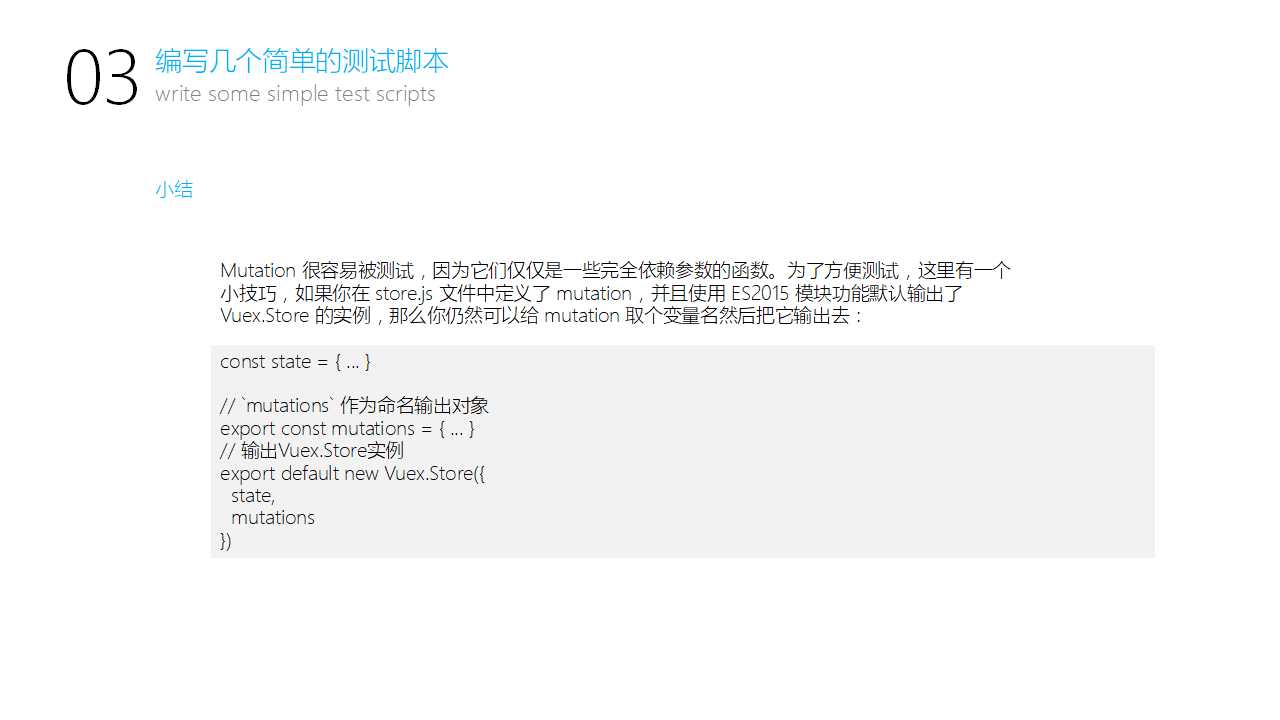 03
编写几个简单的测试脚本
write some simple test scripts
小结
Mutation 很容易被测试，因为它们仅仅是一些完全依赖参数的函数。为了方便测试，这里有一个
小技巧，如果你在 store.js 文件中定义了 mutation，并且使用 ES2015 模块功能默认输出了
Vuex.Store 的实例，那么你仍然可以给 mutation 取个变量名然后把它输出去：
const state = { ... }
// `mutations` 作为命名输出对象
export const mutations = { ... }
// 输出Vuex.Store实例
export default new Vuex.Store({
  state,
  mutations
})